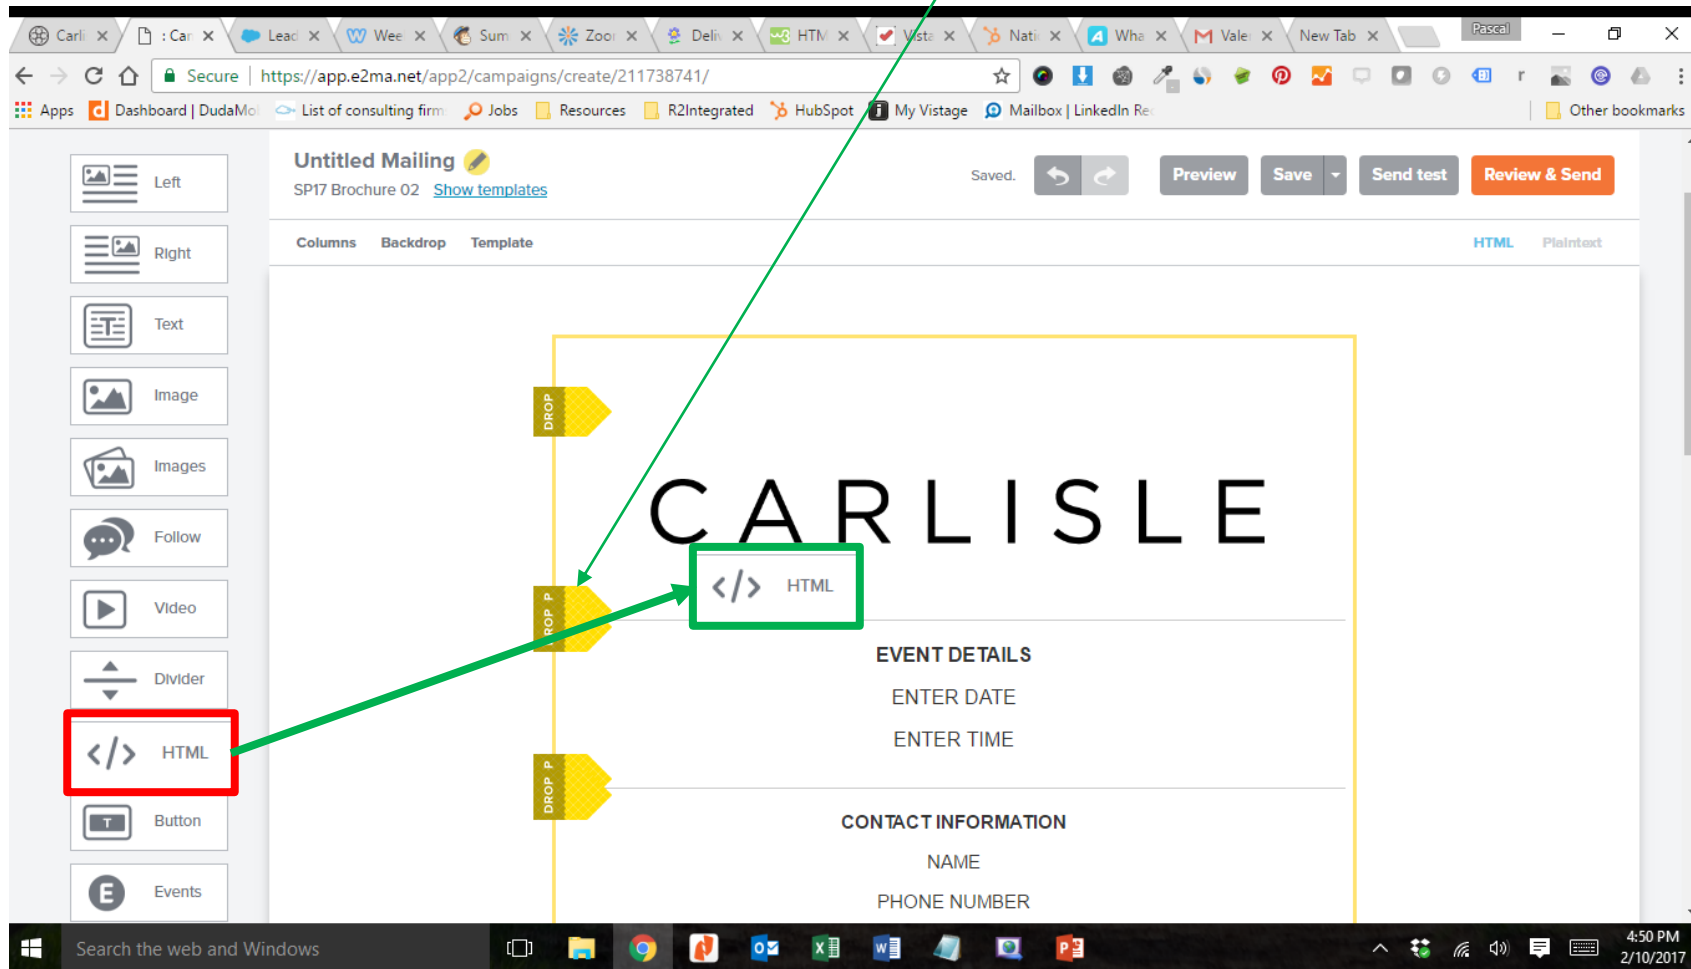 Carli : Car Lead Wee Sum Zoo Deliv HTM Vista Nati Wha Vale New Tab Pascal
Secure https://app.e2ma.net/app2/campaigns/create/211738741/
Apps Dashboard | DudaMo List of consulting firm Jobs Resources R2Integrated HubSpot My Vistage Mailbox | LinkedIn Rec Other bookmarks
Left
Right
Text
Image
Images
Follow
Video
Divider
HTML
Button
Events
Untitled Mailing
SP17 Brochure 02 Show templates
Saved. Preview Save Send test Review & Send
Columns Backdrop Template HTML Plaintext
DROP
CARLISLE
HTML
EVENT DETAILS
ENTER DATE
ENTER TIME
DROP P
CONTACT INFORMATION
NAME
PHONE NUMBER
Search the web and Windows
4:50 PM
2/10/2017